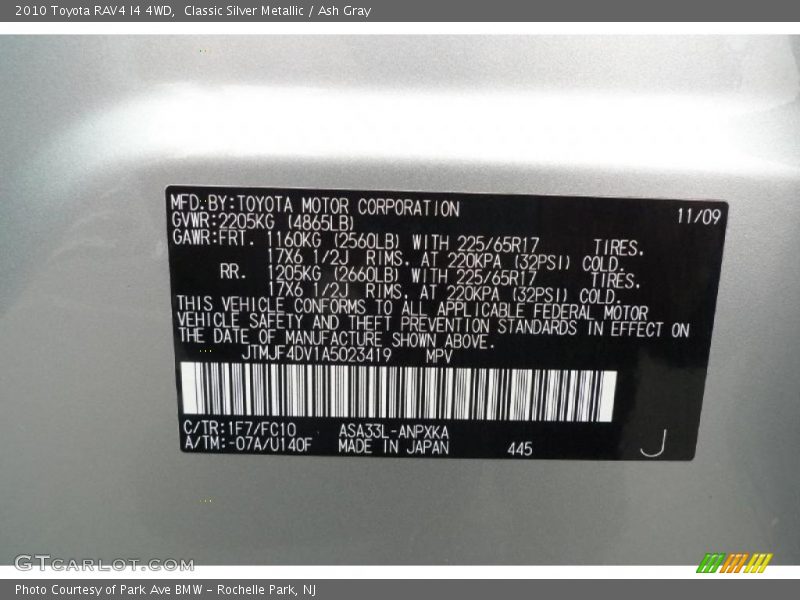 2010 Toyota RAV4 I4 4WD,  Classic Silver Metallic / Ash Gray
MFD. BY: TOYOTA MOTOR CORPORATION 11/09
GVWR: 2205KG (4865LB)
GAWR: FRT. 1160KG (2560LB) WITH 225/65R17 TIRES.
17X6 1/2J RIMS. AT 220KPA (32PSI) COLD.
RR. 1205KG (2660LB) WITH 225/65R17 TIRES.
17X6 1/2J RIMS. AT 220KPA (32PSI) COLD.
THIS VEHICLE CONFORMS TO ALL APPLICABLE FEDERAL MOTOR
VEHICLE SAFETY AND THEFT PREVENTION STANDARDS IN EFFECT ON
THE DATE OF MANUFACTURE SHOWN ABOVE.
JTMJF4DV1A5023419 MPV
C/TR: 1F7/FC10 ASA33L-ANPXKA
A/TM: -07A/U140F MADE IN JAPAN 445 J
GTCARLOT.COM
Photo Courtesy of Park Ave BMW - Rochelle Park, NJ